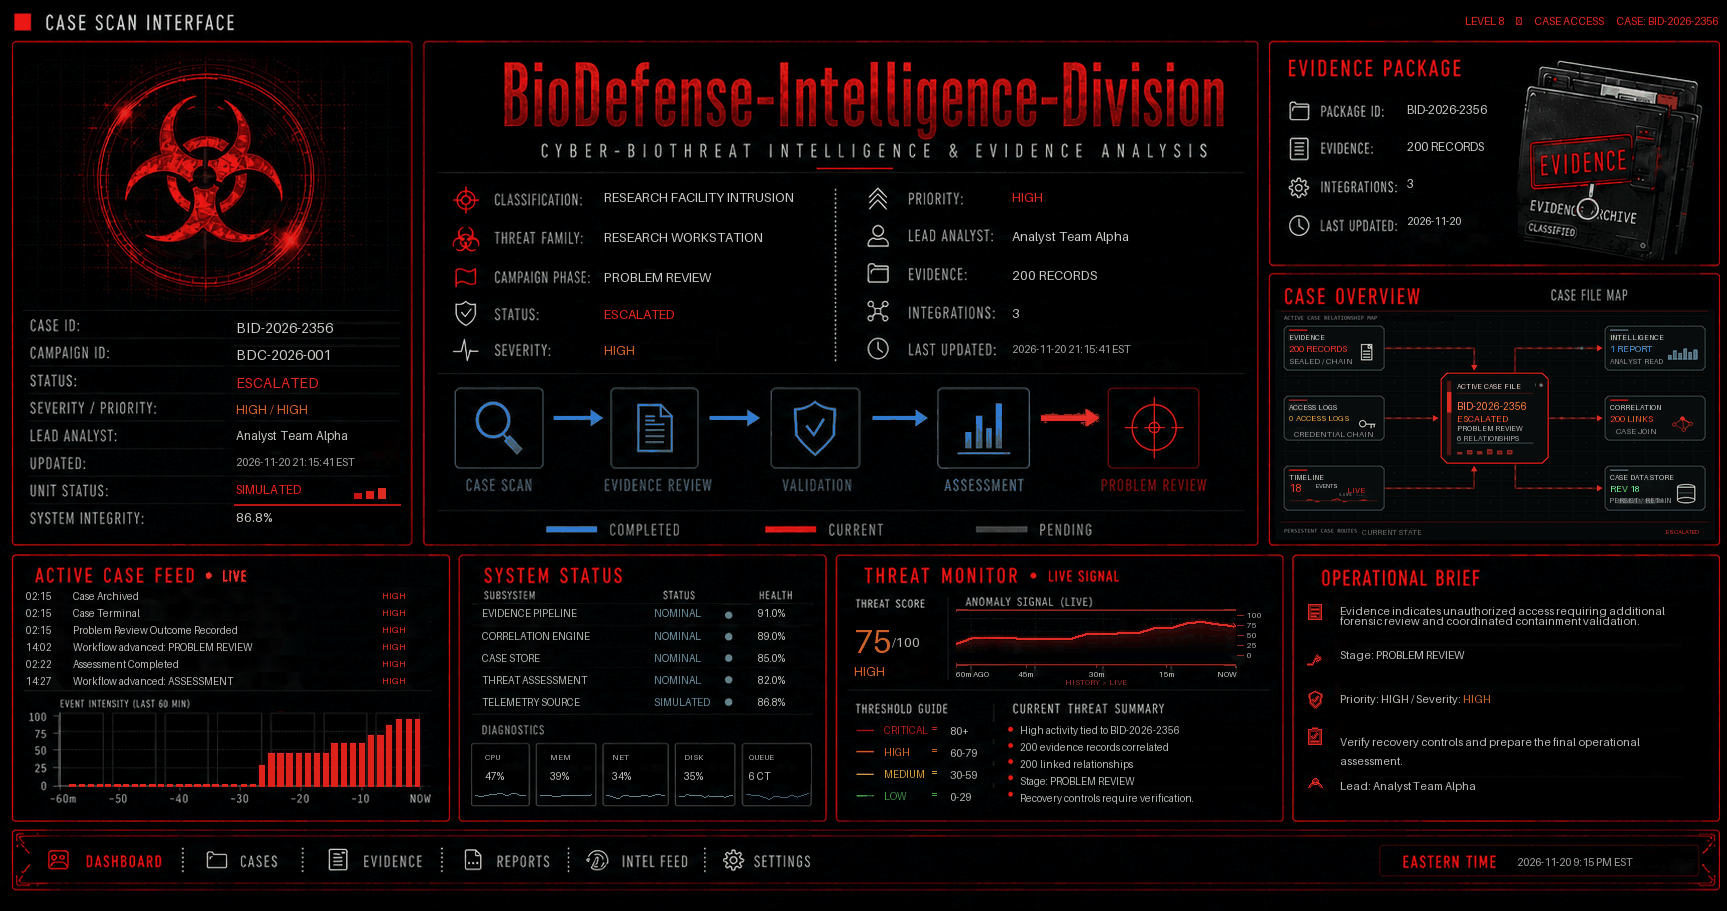 CASE SCAN INTERFACE
LEVEL 8 CASE ACCESS CASE: BID-2026-2356
CASE ID: BID-2026-2356
CAMPAIGN ID: BDC-2026-001
STATUS: ESCALATED
SEVERITY / PRIORITY: HIGH / HIGH
LEAD ANALYST: Analyst Team Alpha
UPDATED: 2026-11-20 21:15:41 EST
UNIT STATUS: SIMULATED
SYSTEM INTEGRITY: 86.8%
BioDefense-Intelligence-Division
CYBER-BIOTHREAT INTELLIGENCE & EVIDENCE ANALYSIS
CLASSIFICATION: RESEARCH FACILITY INTRUSION
THREAT FAMILY: RESEARCH WORKSTATION
CAMPAIGN PHASE: PROBLEM REVIEW
STATUS: ESCALATED
SEVERITY: HIGH
PRIORITY: HIGH
LEAD ANALYST: Analyst Team Alpha
EVIDENCE: 200 RECORDS
INTEGRATIONS: 3
LAST UPDATED: 2026-11-20 21:15:41 EST
CASE SCAN
EVIDENCE REVIEW
VALIDATION
ASSESSMENT
PROBLEM REVIEW
COMPLETED
CURRENT
PENDING
EVIDENCE PACKAGE
PACKAGE ID: BID-2026-2356
EVIDENCE: 200 RECORDS
INTEGRATIONS: 3
LAST UPDATED: 2026-11-20
EVIDENCE
CLASSIFIED
CASE OVERVIEW
CASE FILE MAP
ACTIVE CASE RELATIONSHIP MAP
EVIDENCE
200 RECORDS
SEALED / CHAIN
ACCESS LOGS
0 ACCESS LOGS
CREDENTIAL CHAIN
TIMELINE
18 EVENTS
LIVE
ACTIVE CASE FILE
BID-2026-2356
ESCALATED
PROBLEM REVIEW
6 RELATIONSHIPS
INTELLIGENCE
1 REPORT
ANALYST READ
CORRELATION
200 LINKS
CASE JOIN
CASE DATASTORE
REV 18
PERSISTENT CASE ROUTES CURRENT STATE
ESCALATED
ACTIVE CASE FEED • LIVE
02:15 Case Archived HIGH
02:15 Case Terminal HIGH
02:15 Problem Review Outcome Recorded HIGH
14:02 Workflow advanced: PROBLEM REVIEW HIGH
02:22 Assessment Completed HIGH
14:27 Workflow advanced: ASSESSMENT HIGH
EVENT INTENSITY (LAST 60 MIN)
100
75
50
25
0
-60m -50 -40 -30 -20 -10 NOW
SYSTEM STATUS
SUBSYSTEM STATUS HEALTH
EVIDENCE PIPELINE NOMINAL 91.0%
CORRELATION ENGINE NOMINAL 89.0%
CASE STORE NOMINAL 85.0%
THREAT ASSESSMENT NOMINAL 82.0%
TELEMETRY SOURCE SIMULATED 86.8%
DIAGNOSTICS
CPU MEM NET DISK QUEUE
47% 39% 34% 35% 6 CT
THREAT MONITOR • LIVE SIGNAL
THREAT SCORE
75/100
HIGH
ANOMALY SIGNAL (LIVE)
100
75
50
25
0
60m AGO 45m 30m 15m NOW
HISTORY > LIVE
THRESHOLD GUIDE
CRITICAL = 80+
HIGH = 60-79
MEDIUM = 30-59
LOW = 0-29
CURRENT THREAT SUMMARY
High activity tied to BID-2026-2356
200 evidence records correlated
200 linked relationships
Stage: PROBLEM REVIEW
Recovery controls require verification.
OPERATIONAL BRIEF
Evidence indicates unauthorized access requiring additional
forensic review and coordinated containment validation.
Stage: PROBLEM REVIEW
Priority: HIGH / Severity: HIGH
Verify recovery controls and prepare the final operational
assessment.
Lead: Analyst Team Alpha
DASHBOARD
CASES
EVIDENCE
REPORTS
INTEL FEED
SETTINGS
EASTERN TIME 2026-11-20 9:15 PM EST